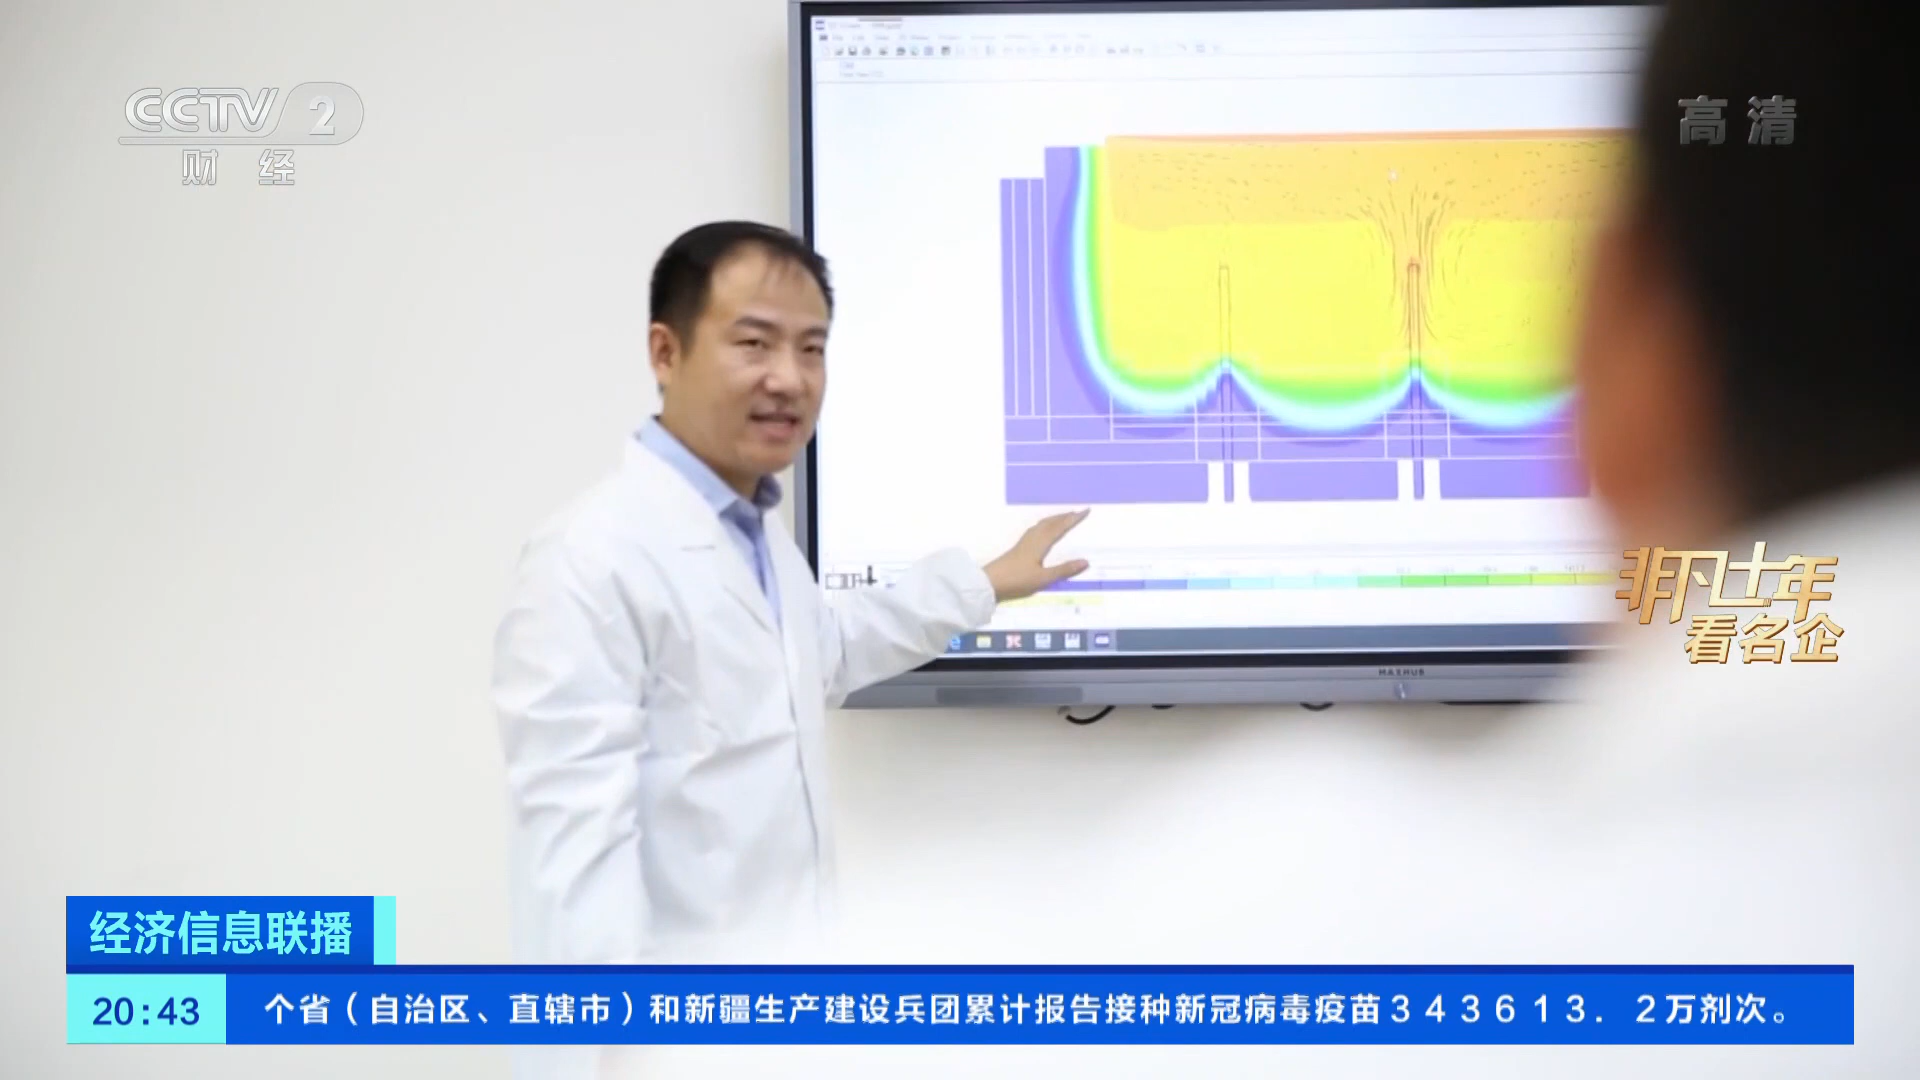 CCTV 2
财经
高清
非凡十年
看名企
MAXHUB
经济信息联播
20:43
个省（自治区、直辖市）和新疆生产建设兵团累计报告接种新冠病毒疫苗343613.2万剂次。